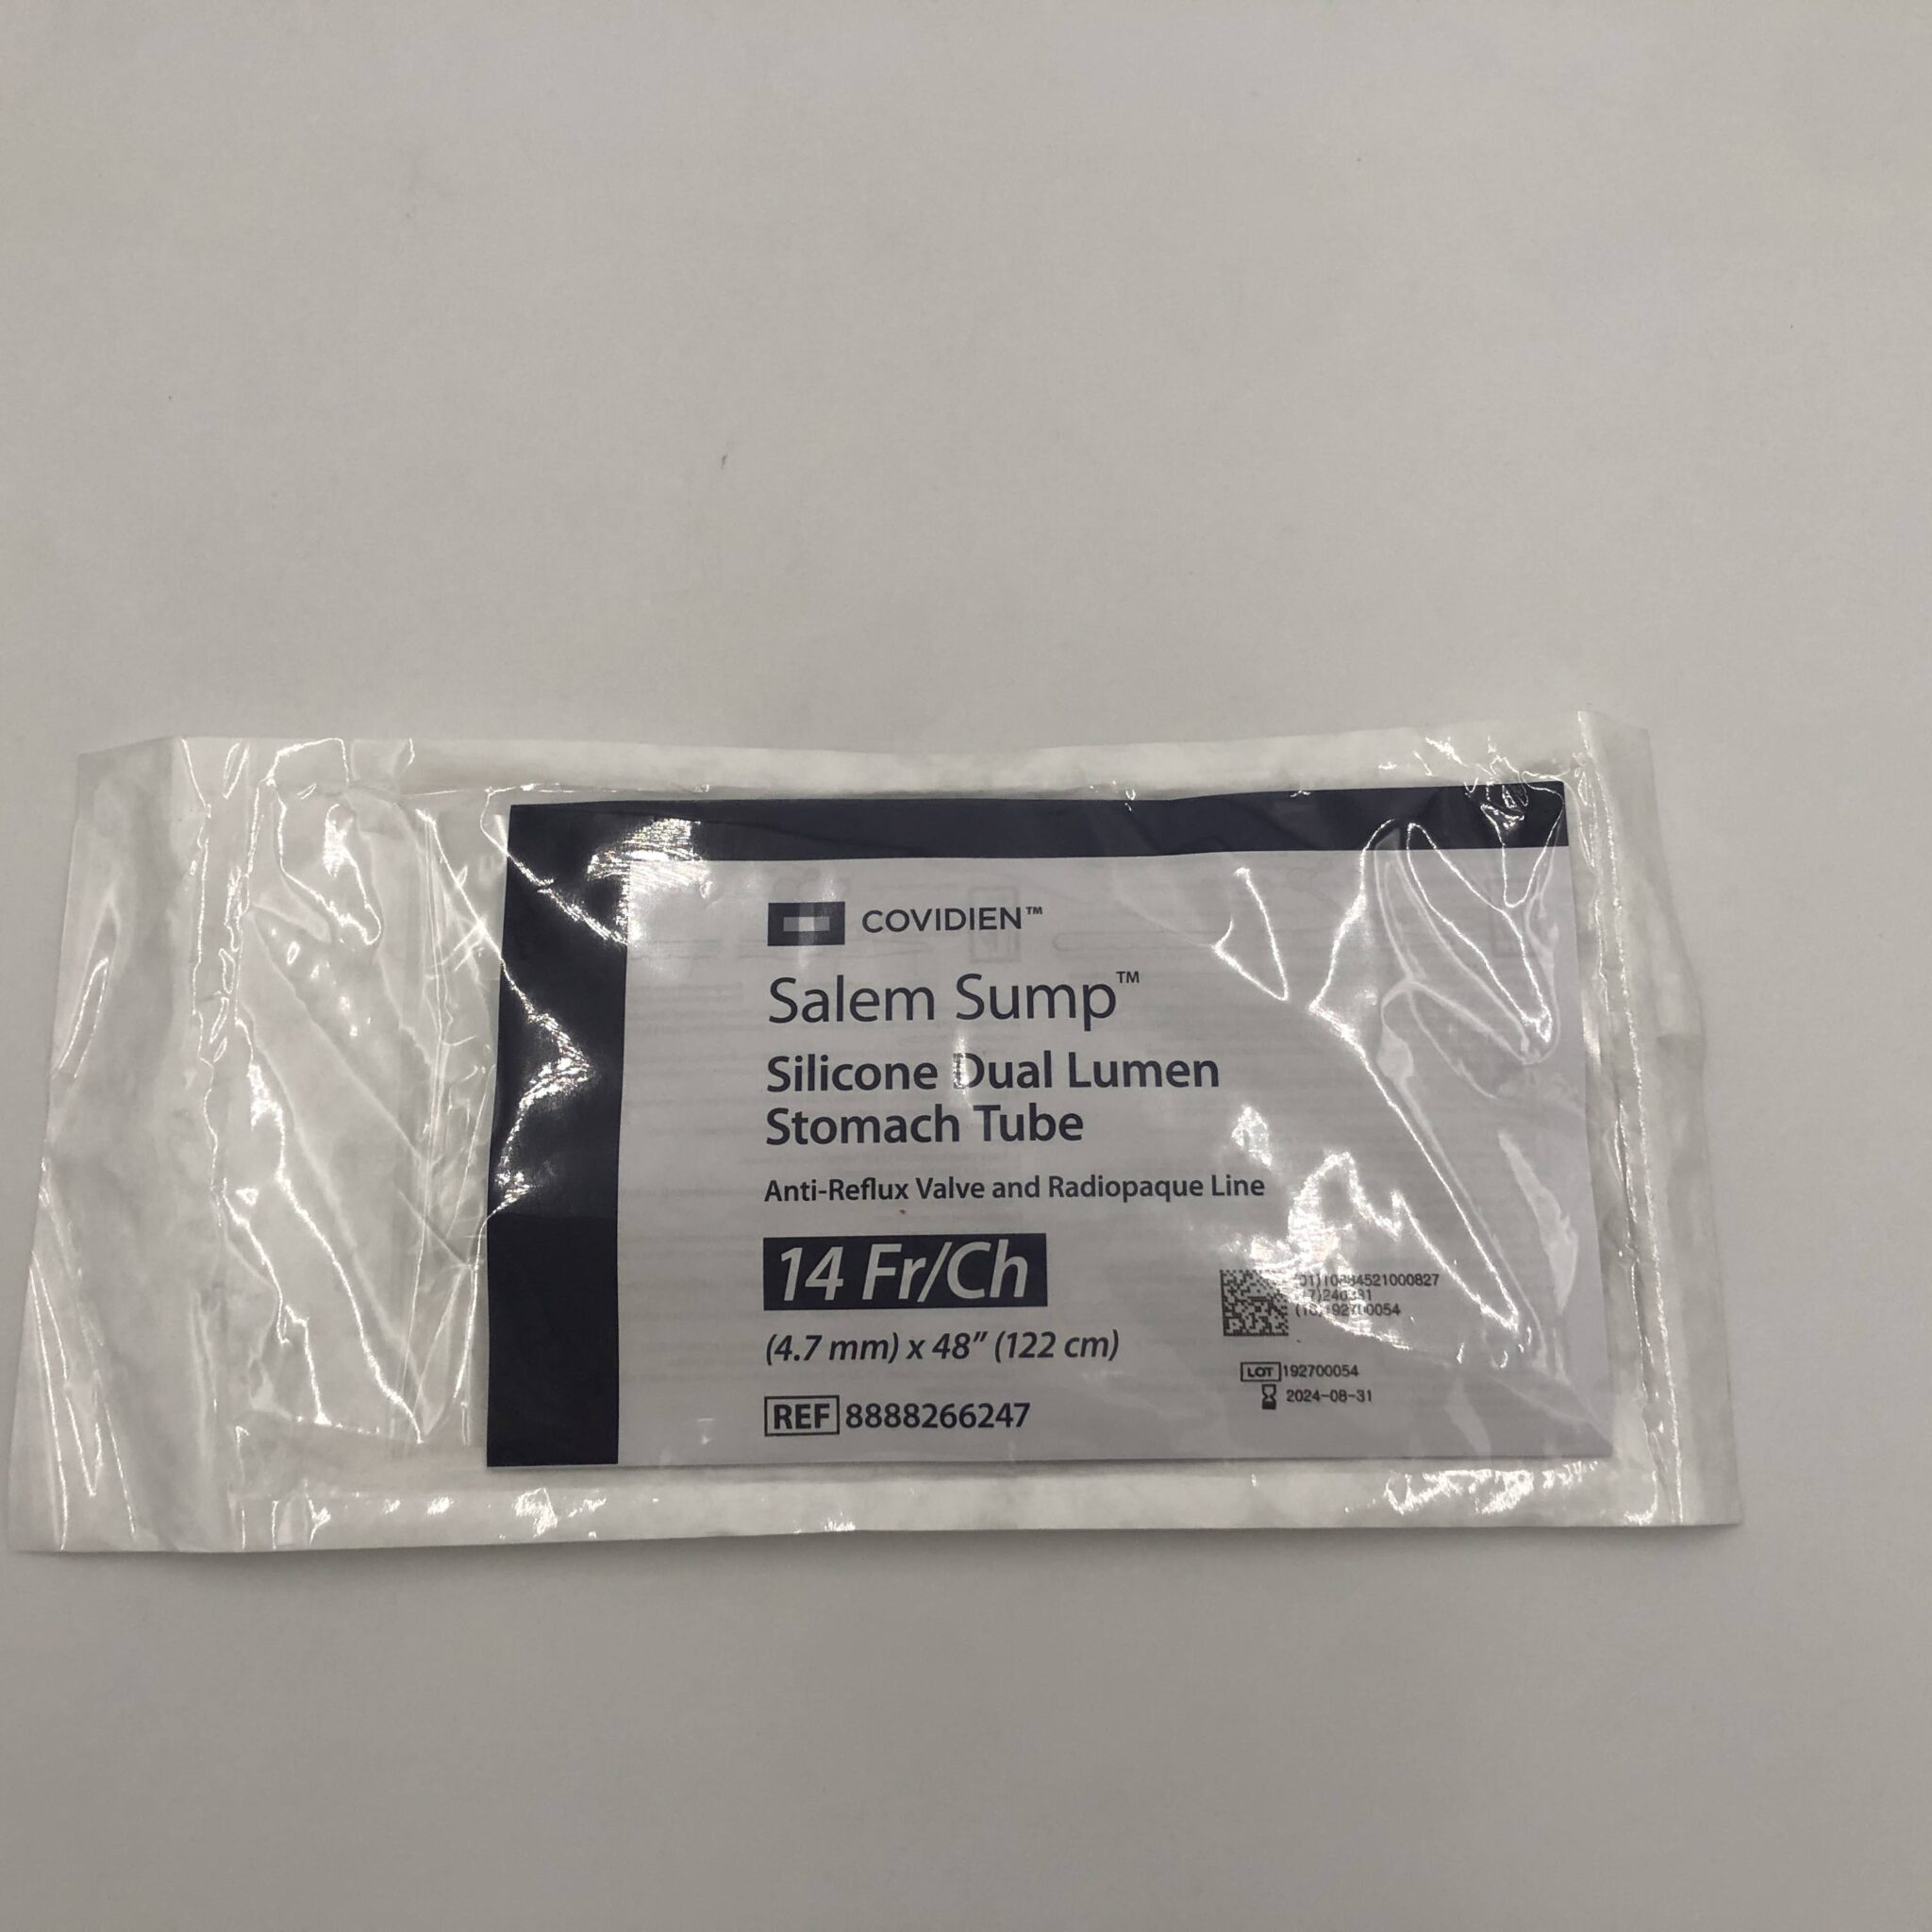 COVIDIEN™
Salem Sump™
Silicone Dual Lumen
Stomach Tube
Anti-Reflux Valve and Radiopaque Line
14 Fr/Ch
(4.7 mm) x 48” (122 cm)
REF 8888266247
LOT 192700054
2024-08-31